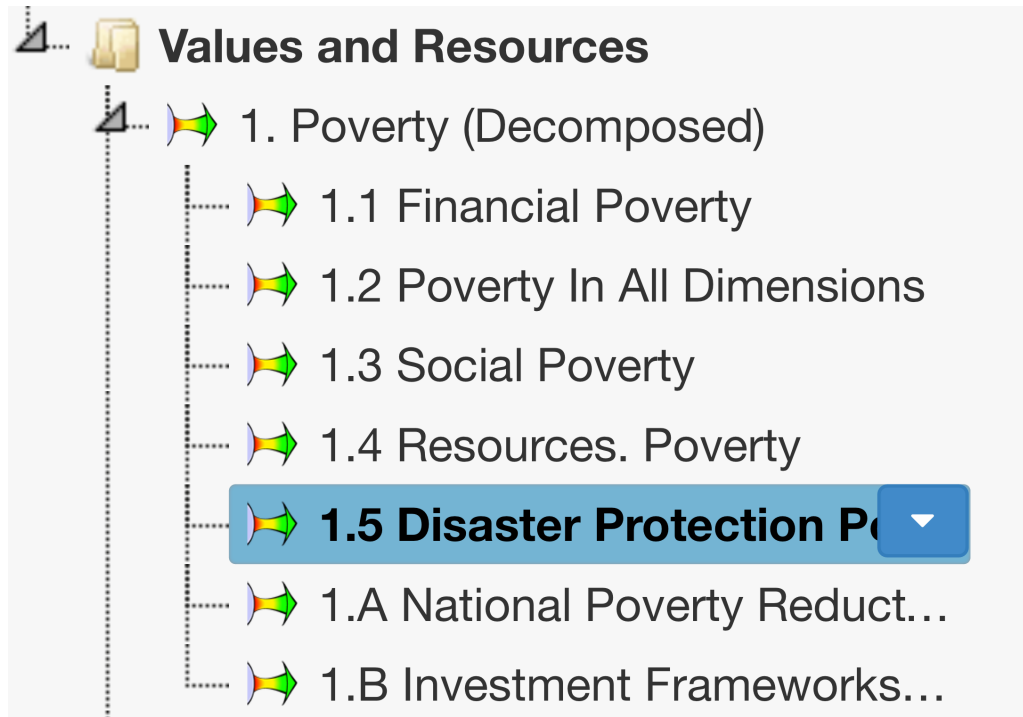 Values and Resources
1. Poverty (Decomposed)
1.1 Financial Poverty
1.2 Poverty In All Dimensions
1.3 Social Poverty
1.4 Resources. Poverty
1.5 Disaster Protection
1.A National Poverty Reduct...
1.B Investment Frameworks...